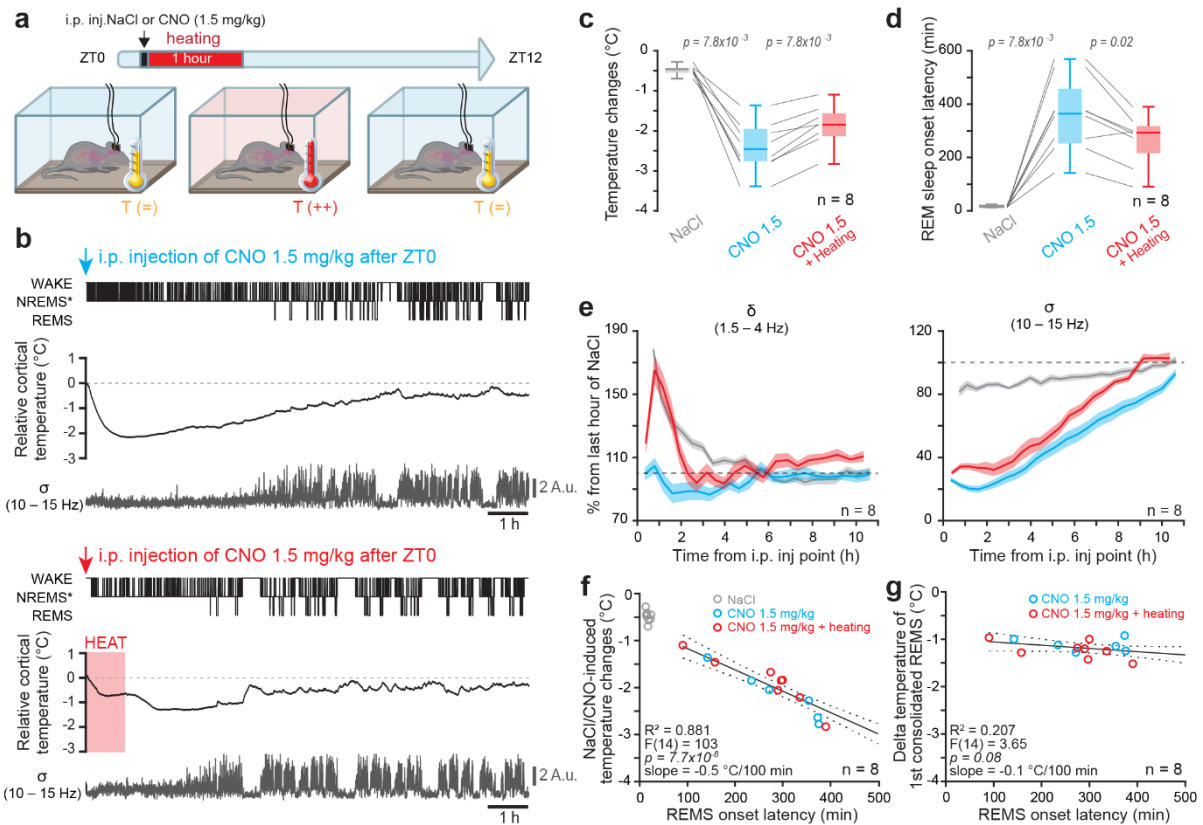 a
i.p. inj.NaCl or CNO (1.5 mg/kg)
heating
ZT0
1 hour
ZT12
T (=)
T (++)
T (=)
b
i.p. injection of CNO 1.5 mg/kg after ZT0
WAKE
NREMS*
REMS
Relative cortical
temperature (°C)
1
0
-1
-2
-3
σ
(10 – 15 Hz)
2 A.u.
1 h
i.p. injection of CNO 1.5 mg/kg after ZT0
WAKE
NREMS*
REMS
HEAT
Relative cortical
temperature (°C)
1
0
-1
-2
-3
σ
(10 – 15 Hz)
2 A.u.
1 h
c
p = 7.8x10 -3
p = 7.8x10 -3
Temperature changes (°C)
0
-1
-2
-3
-4
n = 8
NaCl
CNO 1.5
CNO 1.5
+ Heating
d
p = 7.8x10 -3
p = 0.02
REM sleep onset latency (min)
600
400
200
0
n = 8
NaCl
CNO 1.5
CNO 1.5
+ Heating
e
δ
(1.5 – 4 Hz)
% from last hour of NaCl
190
150
110
70
n = 8
0 2 4 6 8 10
Time from i.p. inj point (h)
σ
(10 – 15 Hz)
120
80
40
0
n = 8
0 2 4 6 8 10
Time from i.p. inj point (h)
f
NaCl
CNO 1.5 mg/kg
CNO 1.5 mg/kg + heating
NaCl/CNO-induced
temperature changes (°C)
0
-1
-2
-3
-4
R² = 0.881
F(14) = 103
p = 7.7x10-8
slope = -0.5 °C/100 min
n = 8
0 100 200 300 400 500
REMS onset latency (min)
g
CNO 1.5 mg/kg
CNO 1.5 mg/kg + heating
Delta temperature of
1st consolidated REMS (°C)
0
-1
-2
-3
-4
R² = 0.207
F(14) = 3.65
p = 0.08
slope = -0.1 °C/100 min
n = 8
0 100 200 300 400 500
REMS onset latency (min)